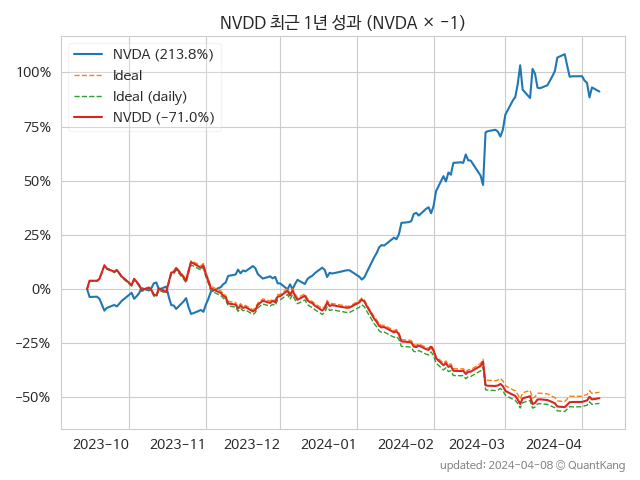 NVDD 최근 1년 성과 (NVDA × −1)
NVDA (213.8%)
Ideal
Ideal (daily)
NVDD (−71.0%)
100%
75%
50%
25%
0%
−25%
−50%
2023-10 2023-11 2023-12 2024-01 2024-02 2024-03 2024-04
updated: 2024-04-08 © QuantKang